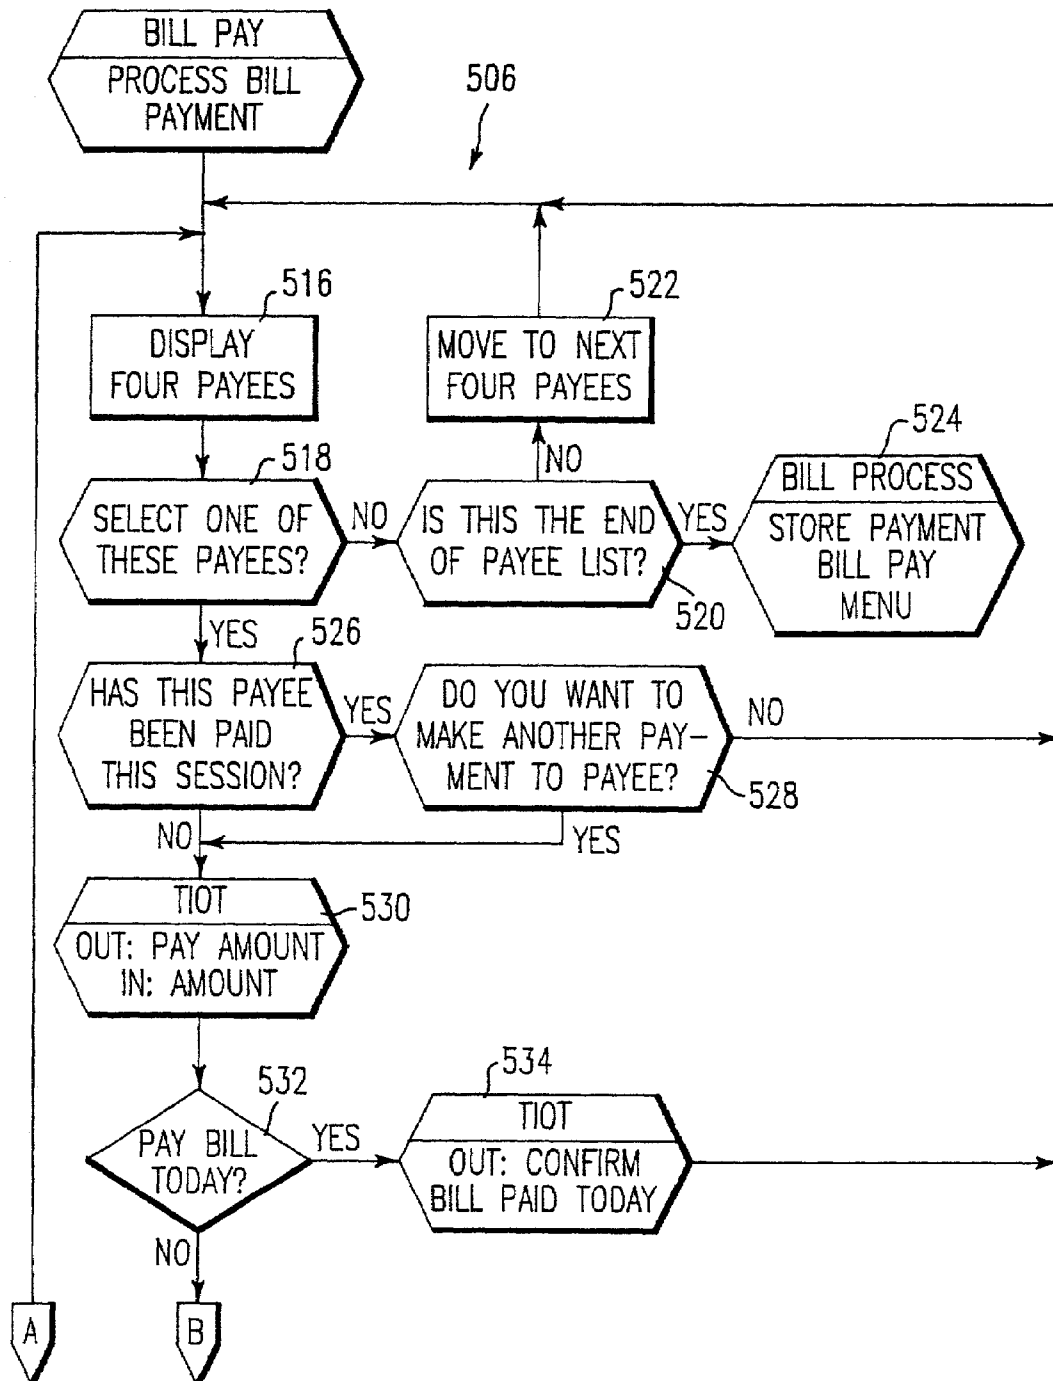 BILL PAY
PROCESS BILL
PAYMENT
506
516
DISPLAY
FOUR PAYEES
522
MOVE TO NEXT
FOUR PAYEES
518
SELECT ONE OF
THESE PAYEES?
NO
NO
IS THIS THE END
OF PAYEE LIST?
520
YES
524
BILL PROCESS
STORE PAYMENT
BILL PAY
MENU
YES
526
HAS THIS PAYEE
BEEN PAID
THIS SESSION?
YES
DO YOU WANT TO
MAKE ANOTHER PAY-
MENT TO PAYEE?
528
NO
NO
YES
TIOT
530
OUT: PAY AMOUNT
IN: AMOUNT
532
PAY BILL
TODAY?
YES
534
TIOT
OUT: CONFIRM
BILL PAID TODAY
NO
A
B